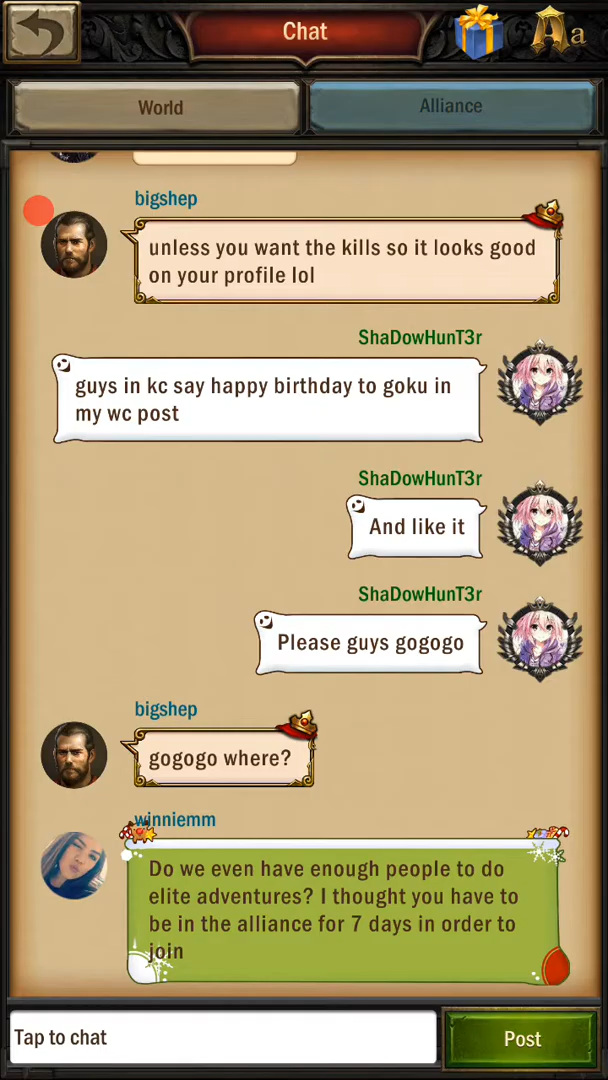 Chat
Aa
World
Alliance
bigshep
unless you want the kills so it looks good
on your profile lol
ShaDowHunT3r
guys in kc say happy birthday to goku in
my wc post
ShaDowHunT3r
And like it
ShaDowHunT3r
Please guys gogogo
bigshep
gogogo where?
winniemm
Do we even have enough people to do
elite adventures? I thought you have to
be in the alliance for 7 days in order to
join
Tap to chat
Post